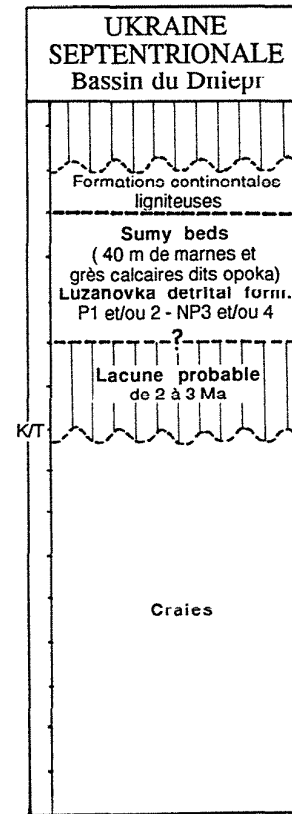 UKRAINE
SEPTENTRIONALE
Bassin du Dniepr
Formations continentales
ligniteuses
Sumy beds
( 40 m de marnes et
grès calcaires dits opoka)
Luzanovka detrital form.
P1 et/ou 2 - NP3 et/ou 4
?
Lacune probable
de 2 à 3 Ma
K/T
Craies